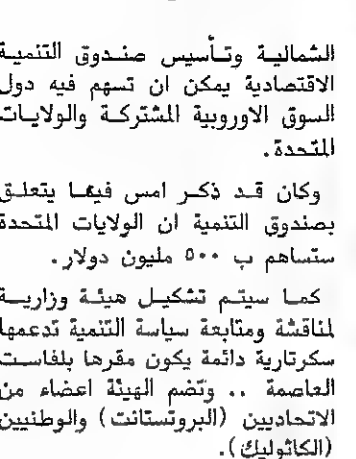 الشمالية وتأسيس صندوق التنمية
الاقتصادية يمكن ان تسهم فيه دول
السوق الاوروبية المشتركة والولايات
المتحدة .
وكان قد ذكر امس فيما يتعلق
بصندوق التنمية ان الولايات المتحدة
ستساهم ب ٥٠٠ مليون دولار .
كما سيتم تشكيل هيئة وزارية
لمناقشة ومتابعة سياسة التنمية تدعمها
سكرتارية دائمة يكون مقرها بلفاست
العاصمة .. وتضم الهيئة اعضاء من
الاتحاديين (البروتستانت) والوطنيين
(الكاثوليك) .